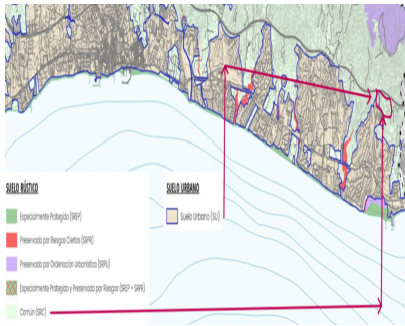 SUELO RÚSTICO
Especialmente Protegido (SREP)
Preservado por Riesgos Ciertos (SRPR)
Preservado por Ordenación Urbanística (SRPU)
Especialmente Protegido y Preservado por Riesgos (SREP + SRPR)
Común (SRC)
SUELO URBANO
Suelo Urbano (SU)